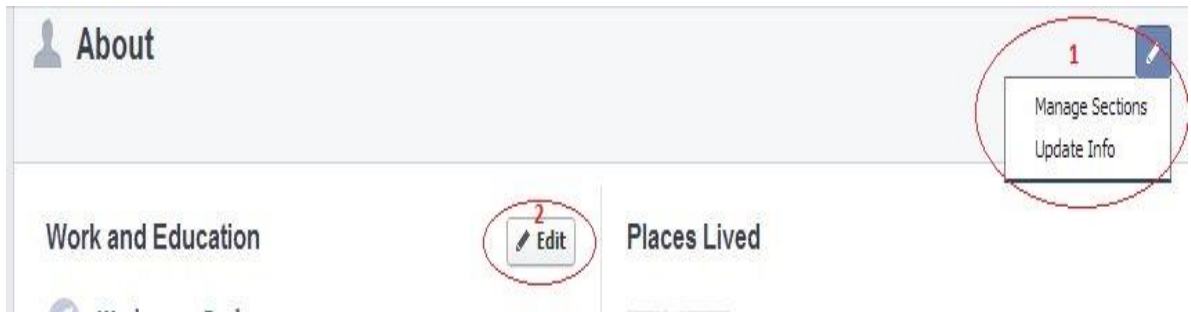 About
1
Manage Sections
Update Info
Work and Education
2
Edit
Places Lived